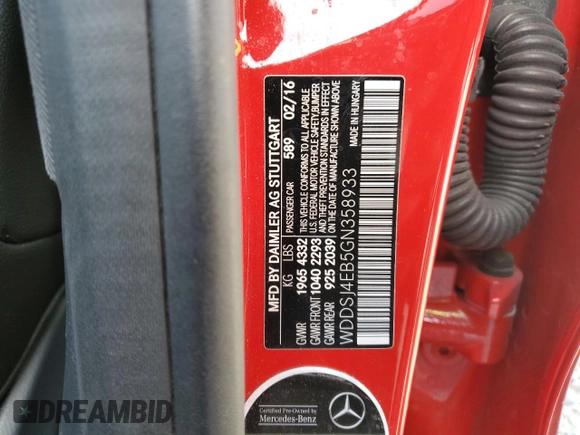 MFD BY DAIMLER AG STUTTGART
PASSENGER CAR 589 02/16
KG LBS
GVWR 1965 4332
GAWR FRONT 1040 2293
GAWR REAR 925 2039
THIS VEHICLE CONFORMS TO ALL APPLICABLE
U.S. FEDERAL MOTOR VEHICLE SAFETY, BUMPER
AND THEFT PREVENTION STANDARDS IN EFFECT
ON THE DATE OF MANUFACTURE SHOWN ABOVE
MADE IN HUNGARY
WDDSJ4EB5GN358933
Certified Pre-Owned by
Mercedes-Benz
DREAMBID